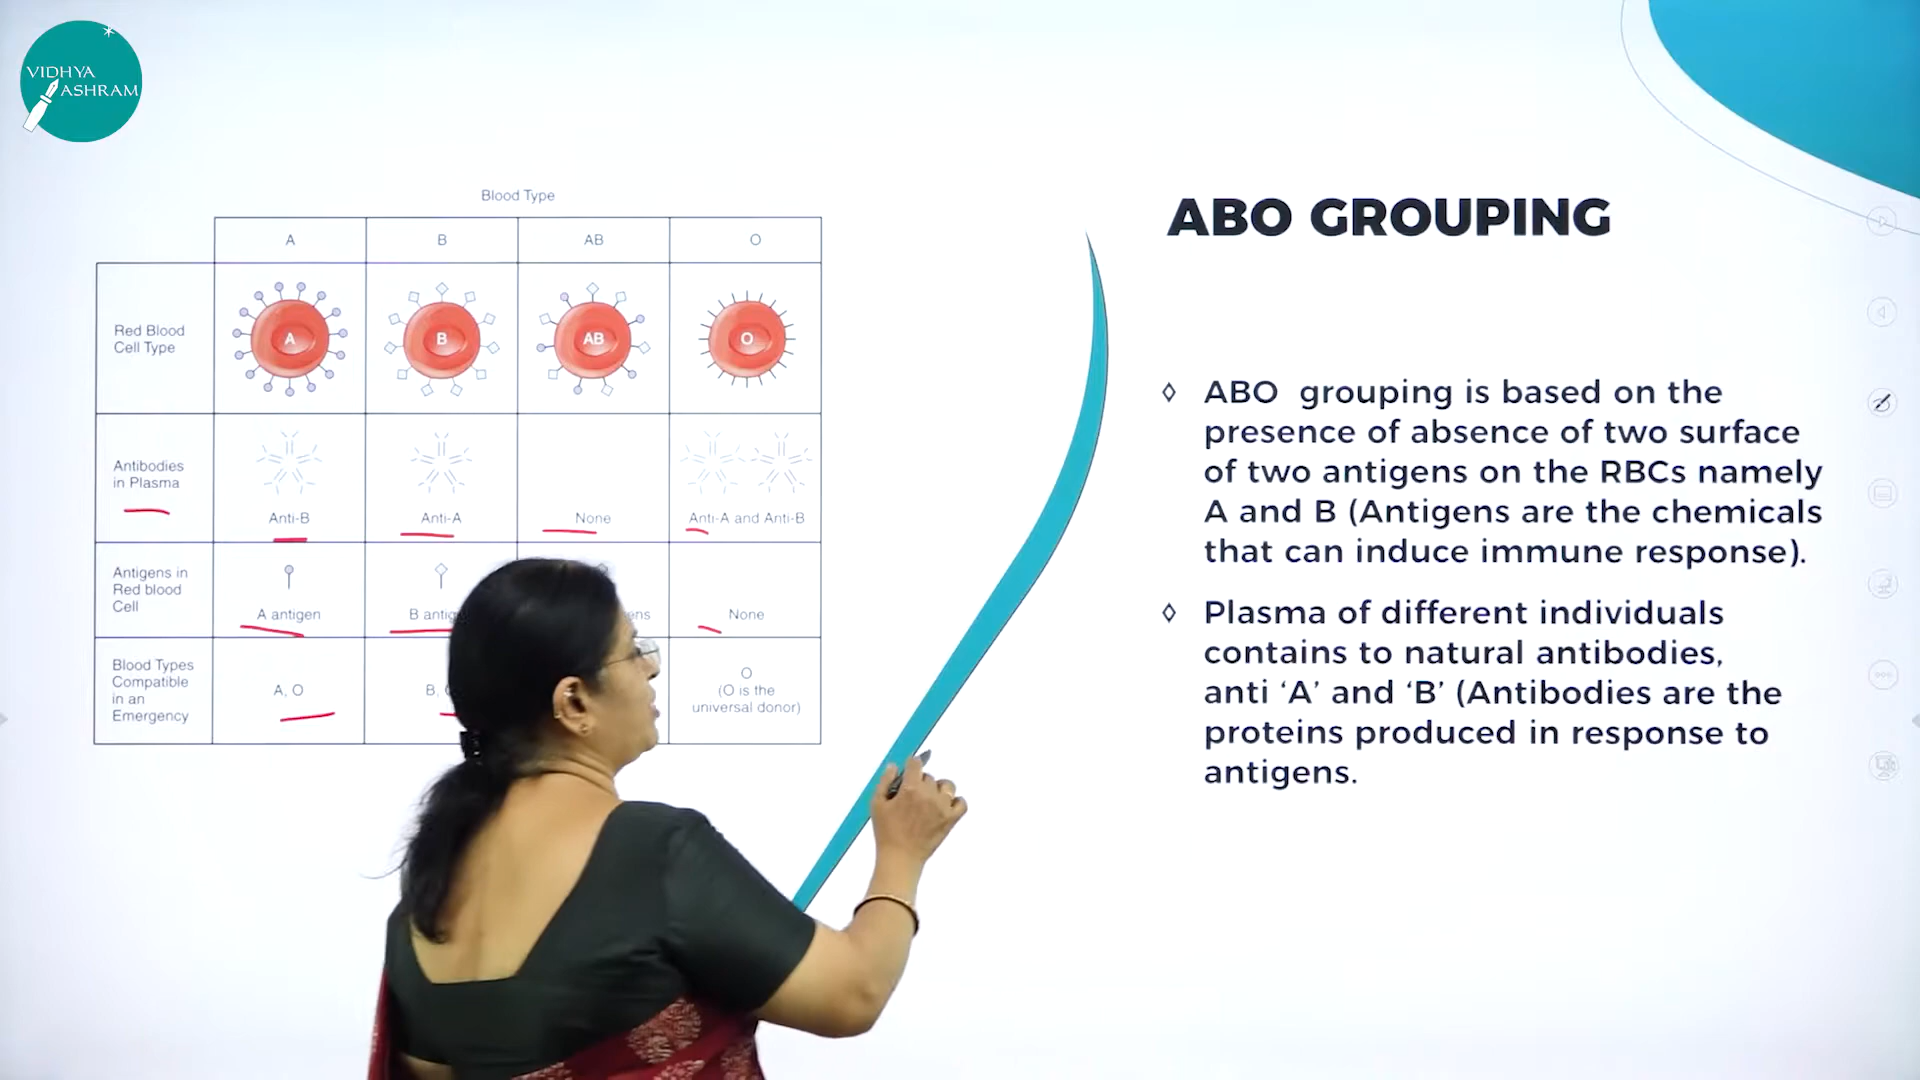 VIDHYA
ASHRAM
Blood Type
A B AB O
Red Blood
Cell Type
A B AB O
Antibodies
in Plasma
Anti-B Anti-A None Anti-A and Anti-B
Antigens in
Red blood
Cell
A antigen B None
Blood Types
Compatible
in an
Emergency
A, O B, O
(O is the
universal donor)
ABO GROUPING
◊ ABO grouping is based on the
presence of absence of two surface
of two antigens on the RBCs namely
A and B (Antigens are the chemicals
that can induce immune response).
◊ Plasma of different individuals
contains to natural antibodies,
anti ‘A’ and ‘B’ (Antibodies are the
proteins produced in response to
antigens.